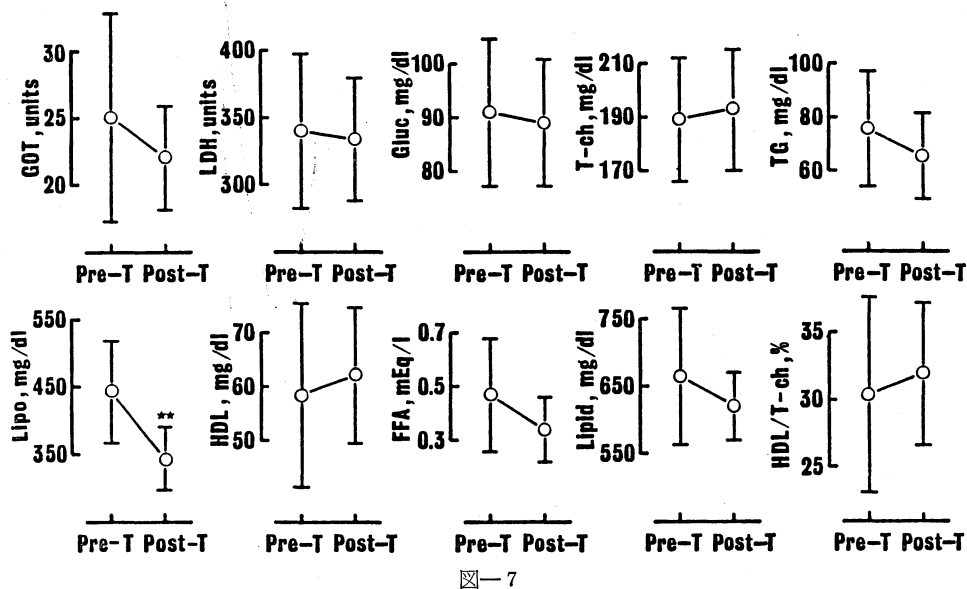 GOT, units
30
25
20
Pre-T Post-T
LDH, units
400
350
300
Pre-T Post-T
Gluc, mg/dl
100
90
80
Pre-T Post-T
T-ch, mg/dl
210
190
170
Pre-T Post-T
TG, mg/dl
100
80
60
Pre-T Post-T
Lipo, mg/dl
550
450
350
**
Pre-T Post-T
HDL, mg/dl
70
60
50
Pre-T Post-T
FFA, mEq/l
0.7
0.5
0.3
Pre-T Post-T
Lipid, mg/dl
750
650
550
Pre-T Post-T
HDL/T-ch, %
35
30
25
Pre-T Post-T
図—7